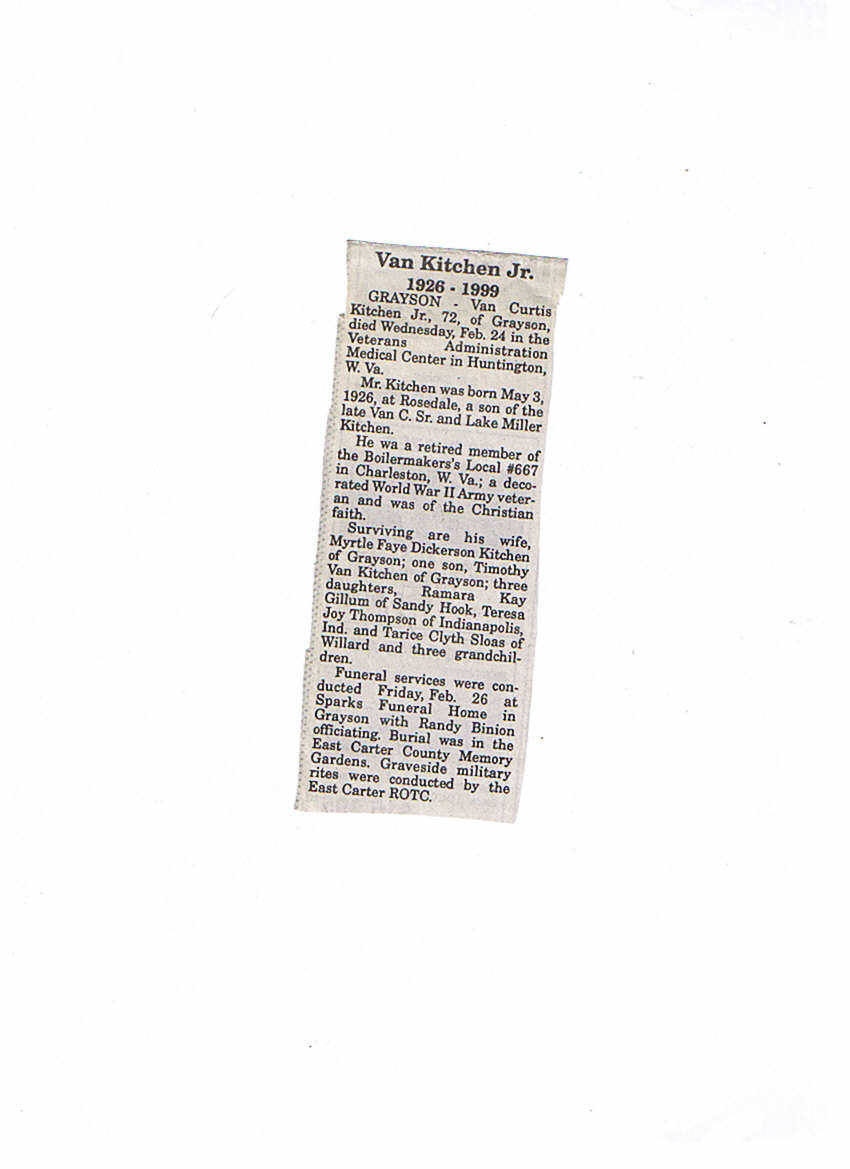 Van Kitchen Jr.
1926 - 1999
GRAYSON - Van Curtis
Kitchen Jr., 72, of Grayson,
died Wednesday, Feb. 24 in the
Veterans Administration
Medical Center in Huntington,
W. Va.
Mr. Kitchen was born May 3,
1926, at Rosedale, a son of the
late Van C. Sr. and Lake Miller
Kitchen.
He wa a retired member of
the Boilermakers's Local #667
in Charleston, W. Va.; a deco-
rated World War II Army veter-
an and was of the Christian
faith.
Surviving are his wife,
Myrtle Faye Dickerson Kitchen
of Grayson; one son, Timothy
Van Kitchen of Grayson; three
daughters, Ramara Kay
Gillum of Sandy Hook, Teresa
Joy Thompson of Indianapolis,
Ind. and Tarice Clyth Sloas of
Willard and three grandchil-
dren.
Funeral services were con-
ducted Friday, Feb. 26 at
Sparks Funeral Home in
Grayson with Randy Binion
officiating. Burial was in the
East Carter County Memory
Gardens. Graveside military
rites were conducted by the
East Carter ROTC.